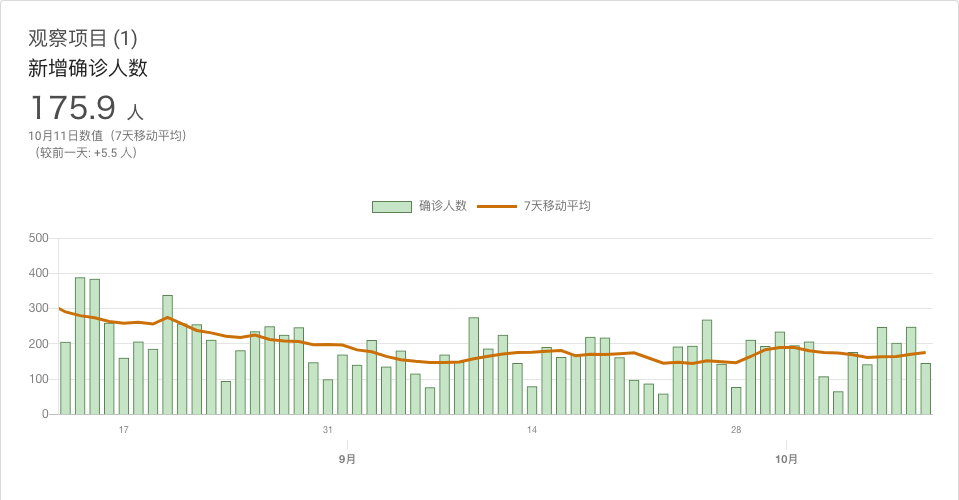 观察项目 (1)
新增确诊人数
175.9 人
10月11日数值（7天移动平均）
（较前一天: +5.5 人）
确诊人数 7天移动平均
500
400
300
200
100
0
17 31 14 28
9月 10月